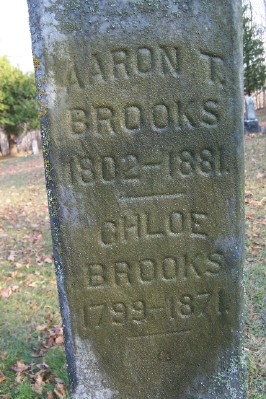 AARON T.
BROOKS
1802-1881.
CHLOE
BROOKS
1799-1871.